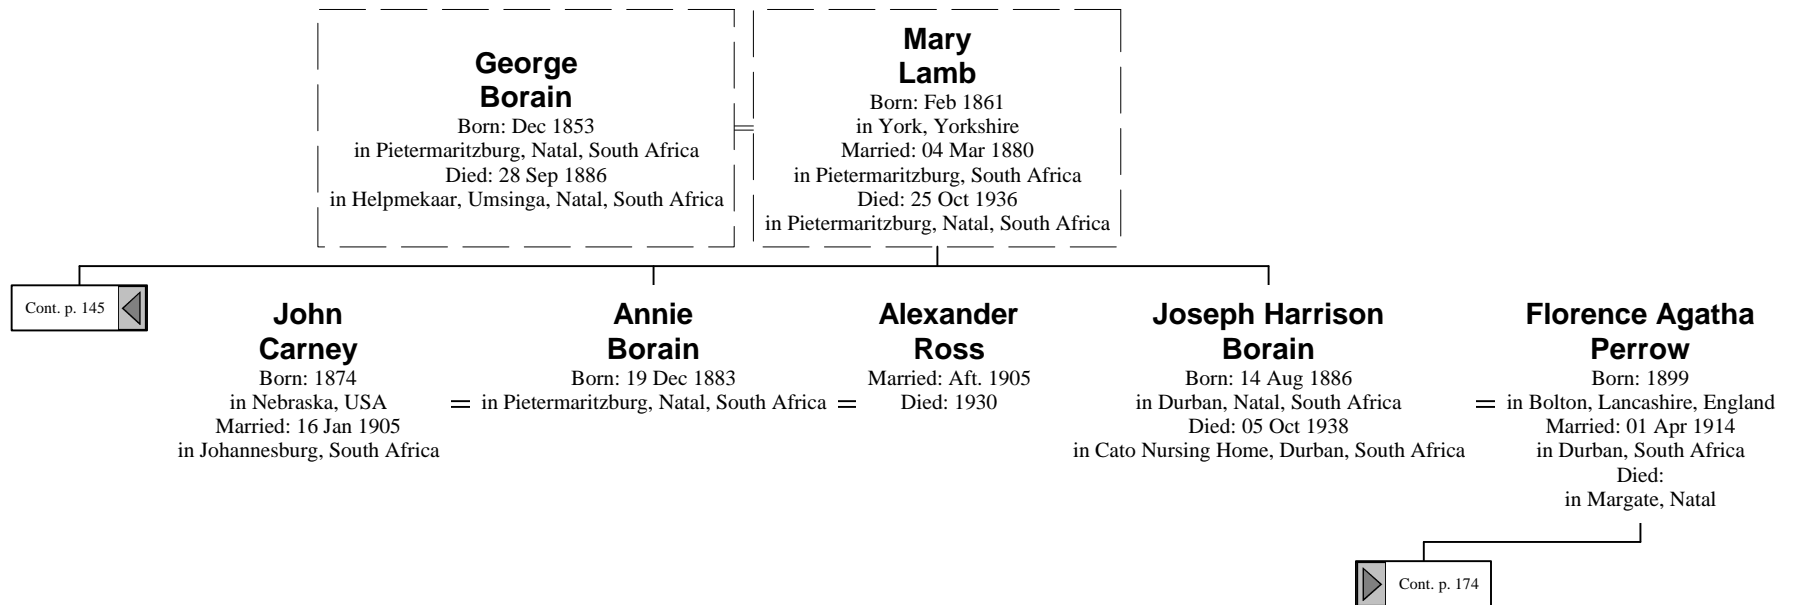 George
Borain
Born: Dec 1853
in Pietermaritzburg, Natal, South Africa
Died: 28 Sep 1886
in Helpmekaar, Umsinga, Natal, South Africa
Mary
Lamb
Born: Feb 1861
in York, Yorkshire
Married: 04 Mar 1880
in Pietermaritzburg, South Africa
Died: 25 Oct 1936
in Pietermaritzburg, Natal, South Africa
Cont. p. 145
John
Carney
Born: 1874
in Nebraska, USA
Married: 16 Jan 1905
in Johannesburg, South Africa
=
Annie
Borain
Born: 19 Dec 1883
in Pietermaritzburg, Natal, South Africa
=
Alexander
Ross
Married: Aft. 1905
Died: 1930
Joseph Harrison
Borain
Born: 14 Aug 1886
in Durban, Natal, South Africa
Died: 05 Oct 1938
in Cato Nursing Home, Durban, South Africa
=
Florence Agatha
Perrow
Born: 1899
in Bolton, Lancashire, England
Married: 01 Apr 1914
in Durban, South Africa
Died:
in Margate, Natal
Cont. p. 174